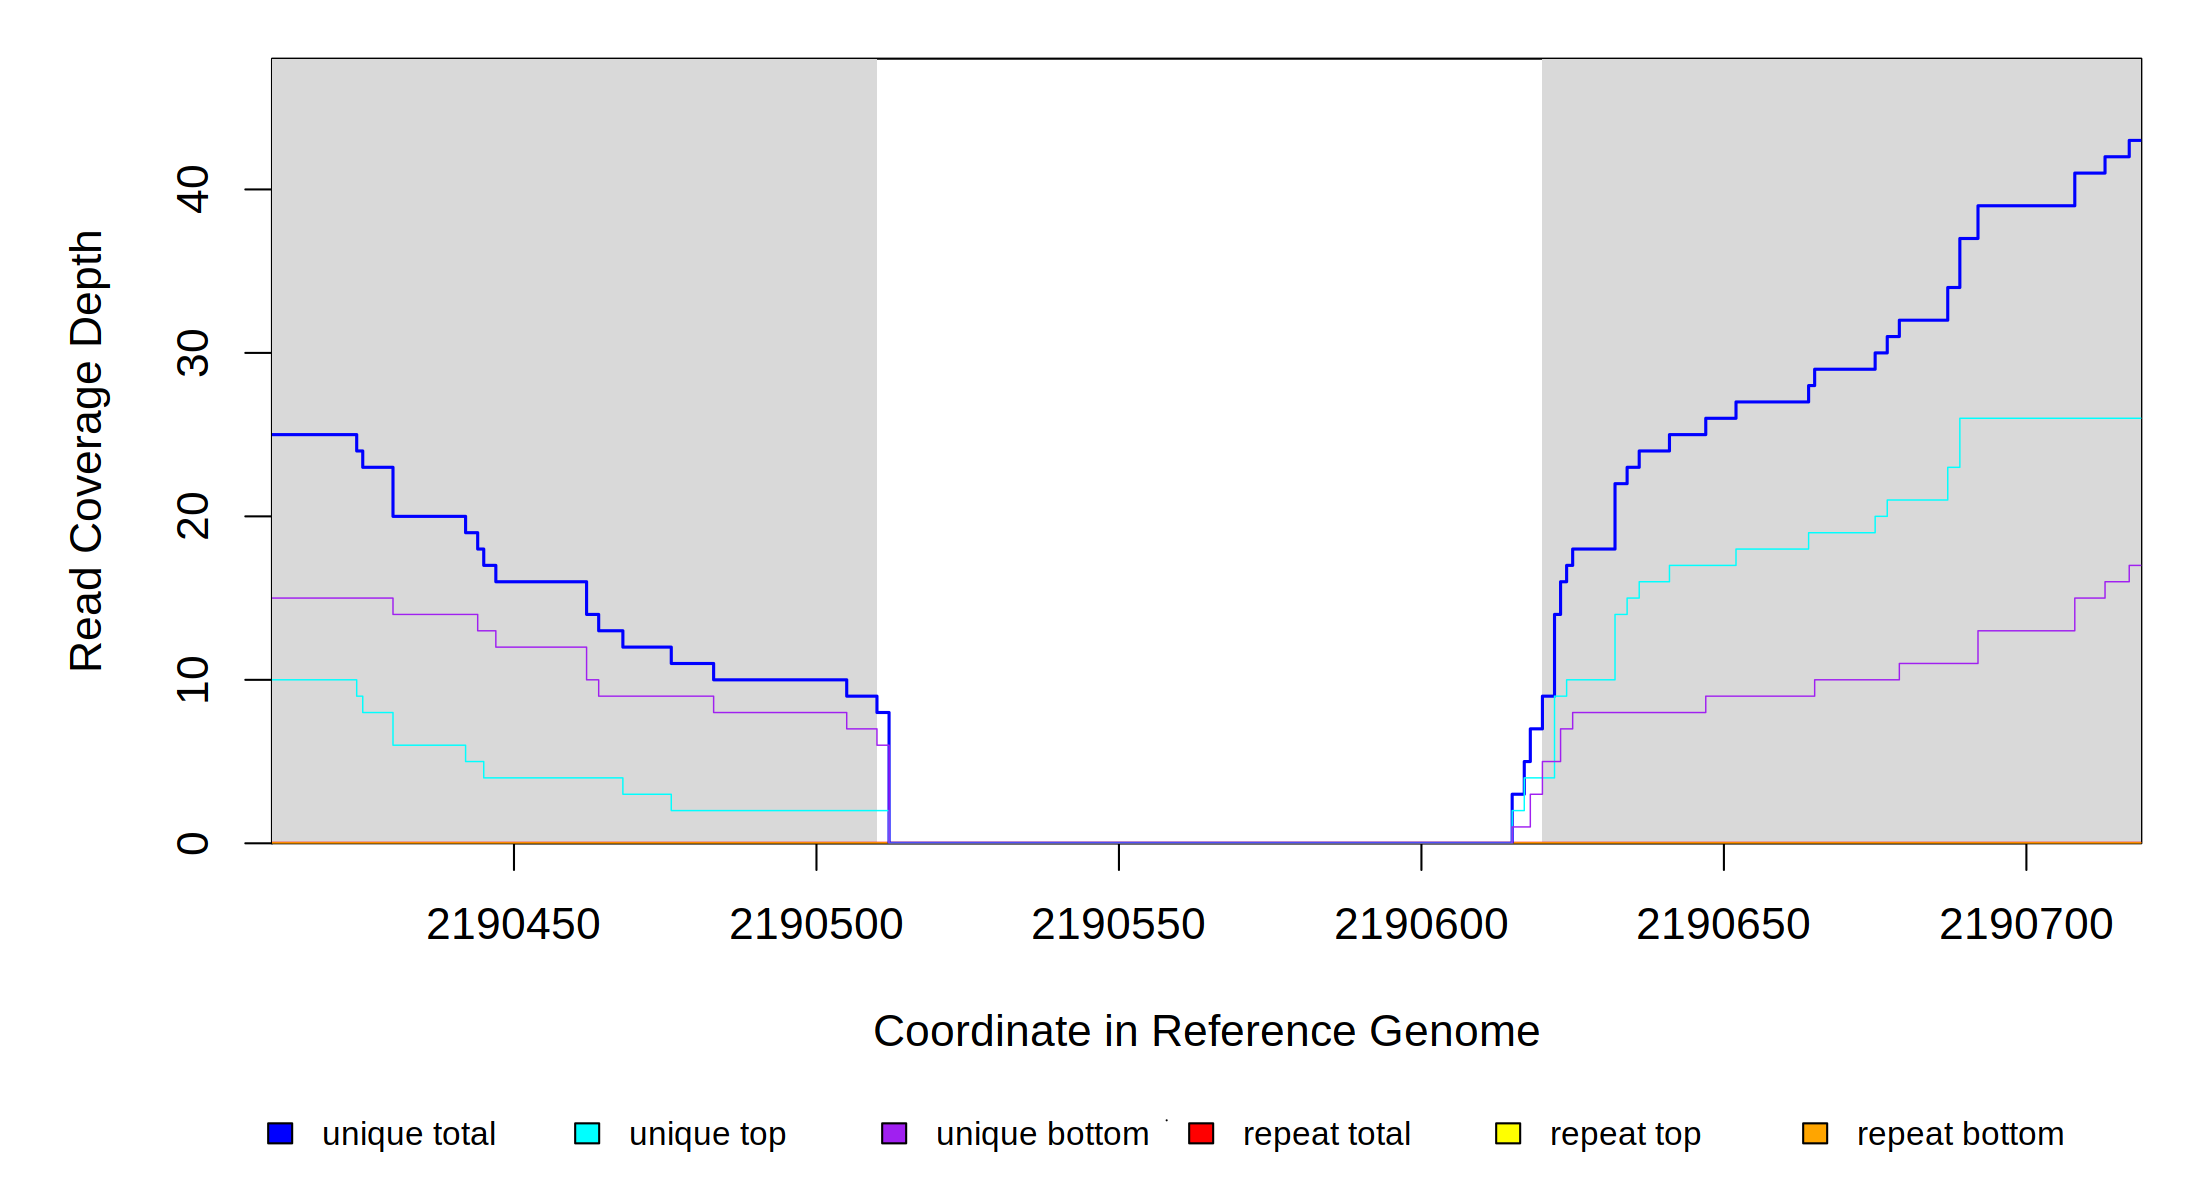 Read Coverage Depth
40
30
20
10
0
2190450 2190500 2190550 2190600 2190650 2190700
Coordinate in Reference Genome
unique total unique top unique bottom repeat total repeat top repeat bottom